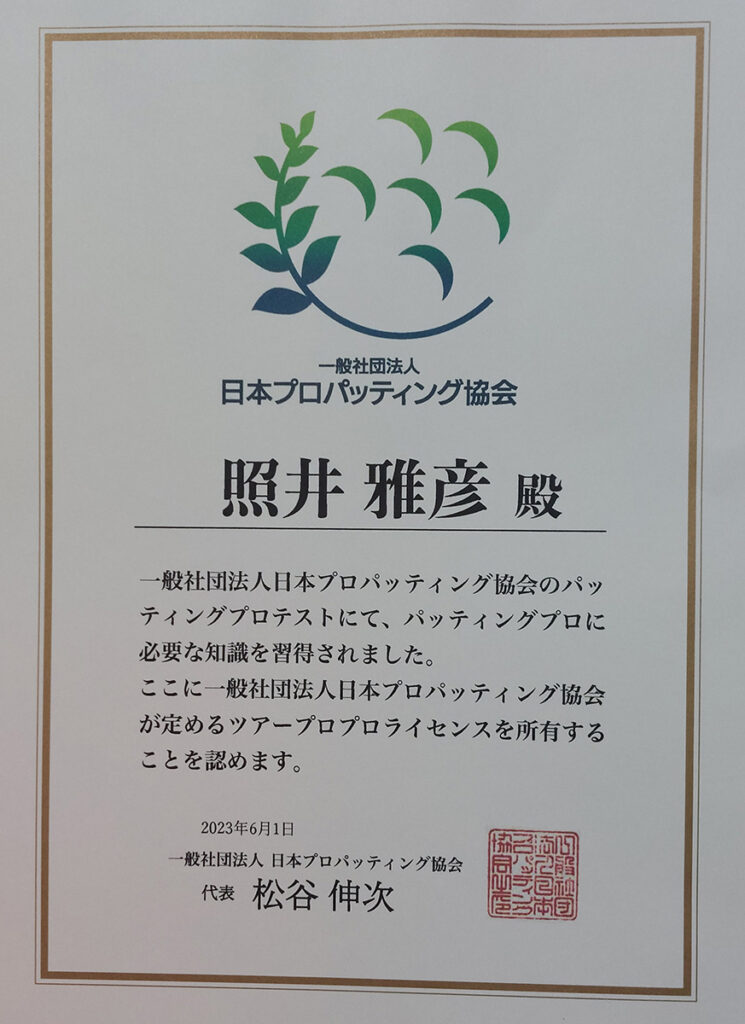 一般社団法人
日本プロパッティング協会
照井 雅彦 殿
一般社団法人日本プロパッティング協会のパッ
ティングプロテストにて、パッティングプロに
必要な知識を習得されました。
ここに一般社団法人日本プロパッティング協会
が定めるツアープロプロライセンスを所有する
ことを認めます。
2023年6月1日
一般社団法人 日本プロパッティング協会
代表 松谷 伸次